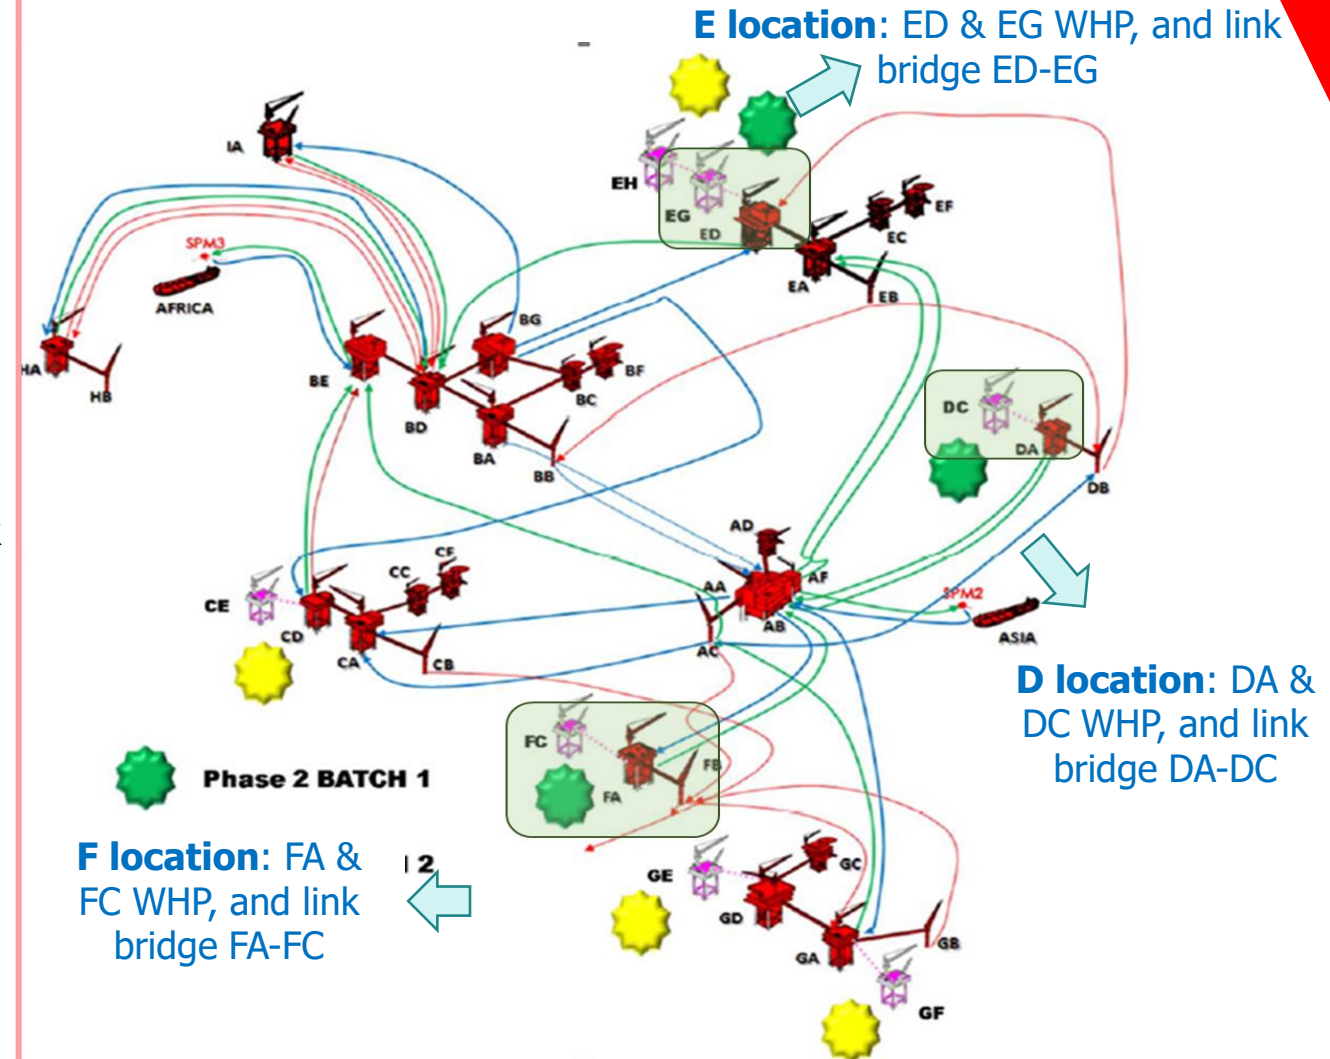 E location: ED & EG WHP, and link
bridge ED-EG
IA
EH
EG
ED
EF
EC
EA
EB
SPM3
AFRICA
HA
HB
BG
BE
BF
BC
BD
BA
BB
DC
DA
DB
AD
AF
AA
AB
AC
SPM2
ASIA
CF
CC
CE
CD
CA
CB
D location: DA &
DC WHP, and link
bridge DA-DC
FC
FB
FA
Phase 2 BATCH 1
2
F location: FA &
FC WHP, and link
bridge FA-FC
GE
GC
GD
GA
GB
GF